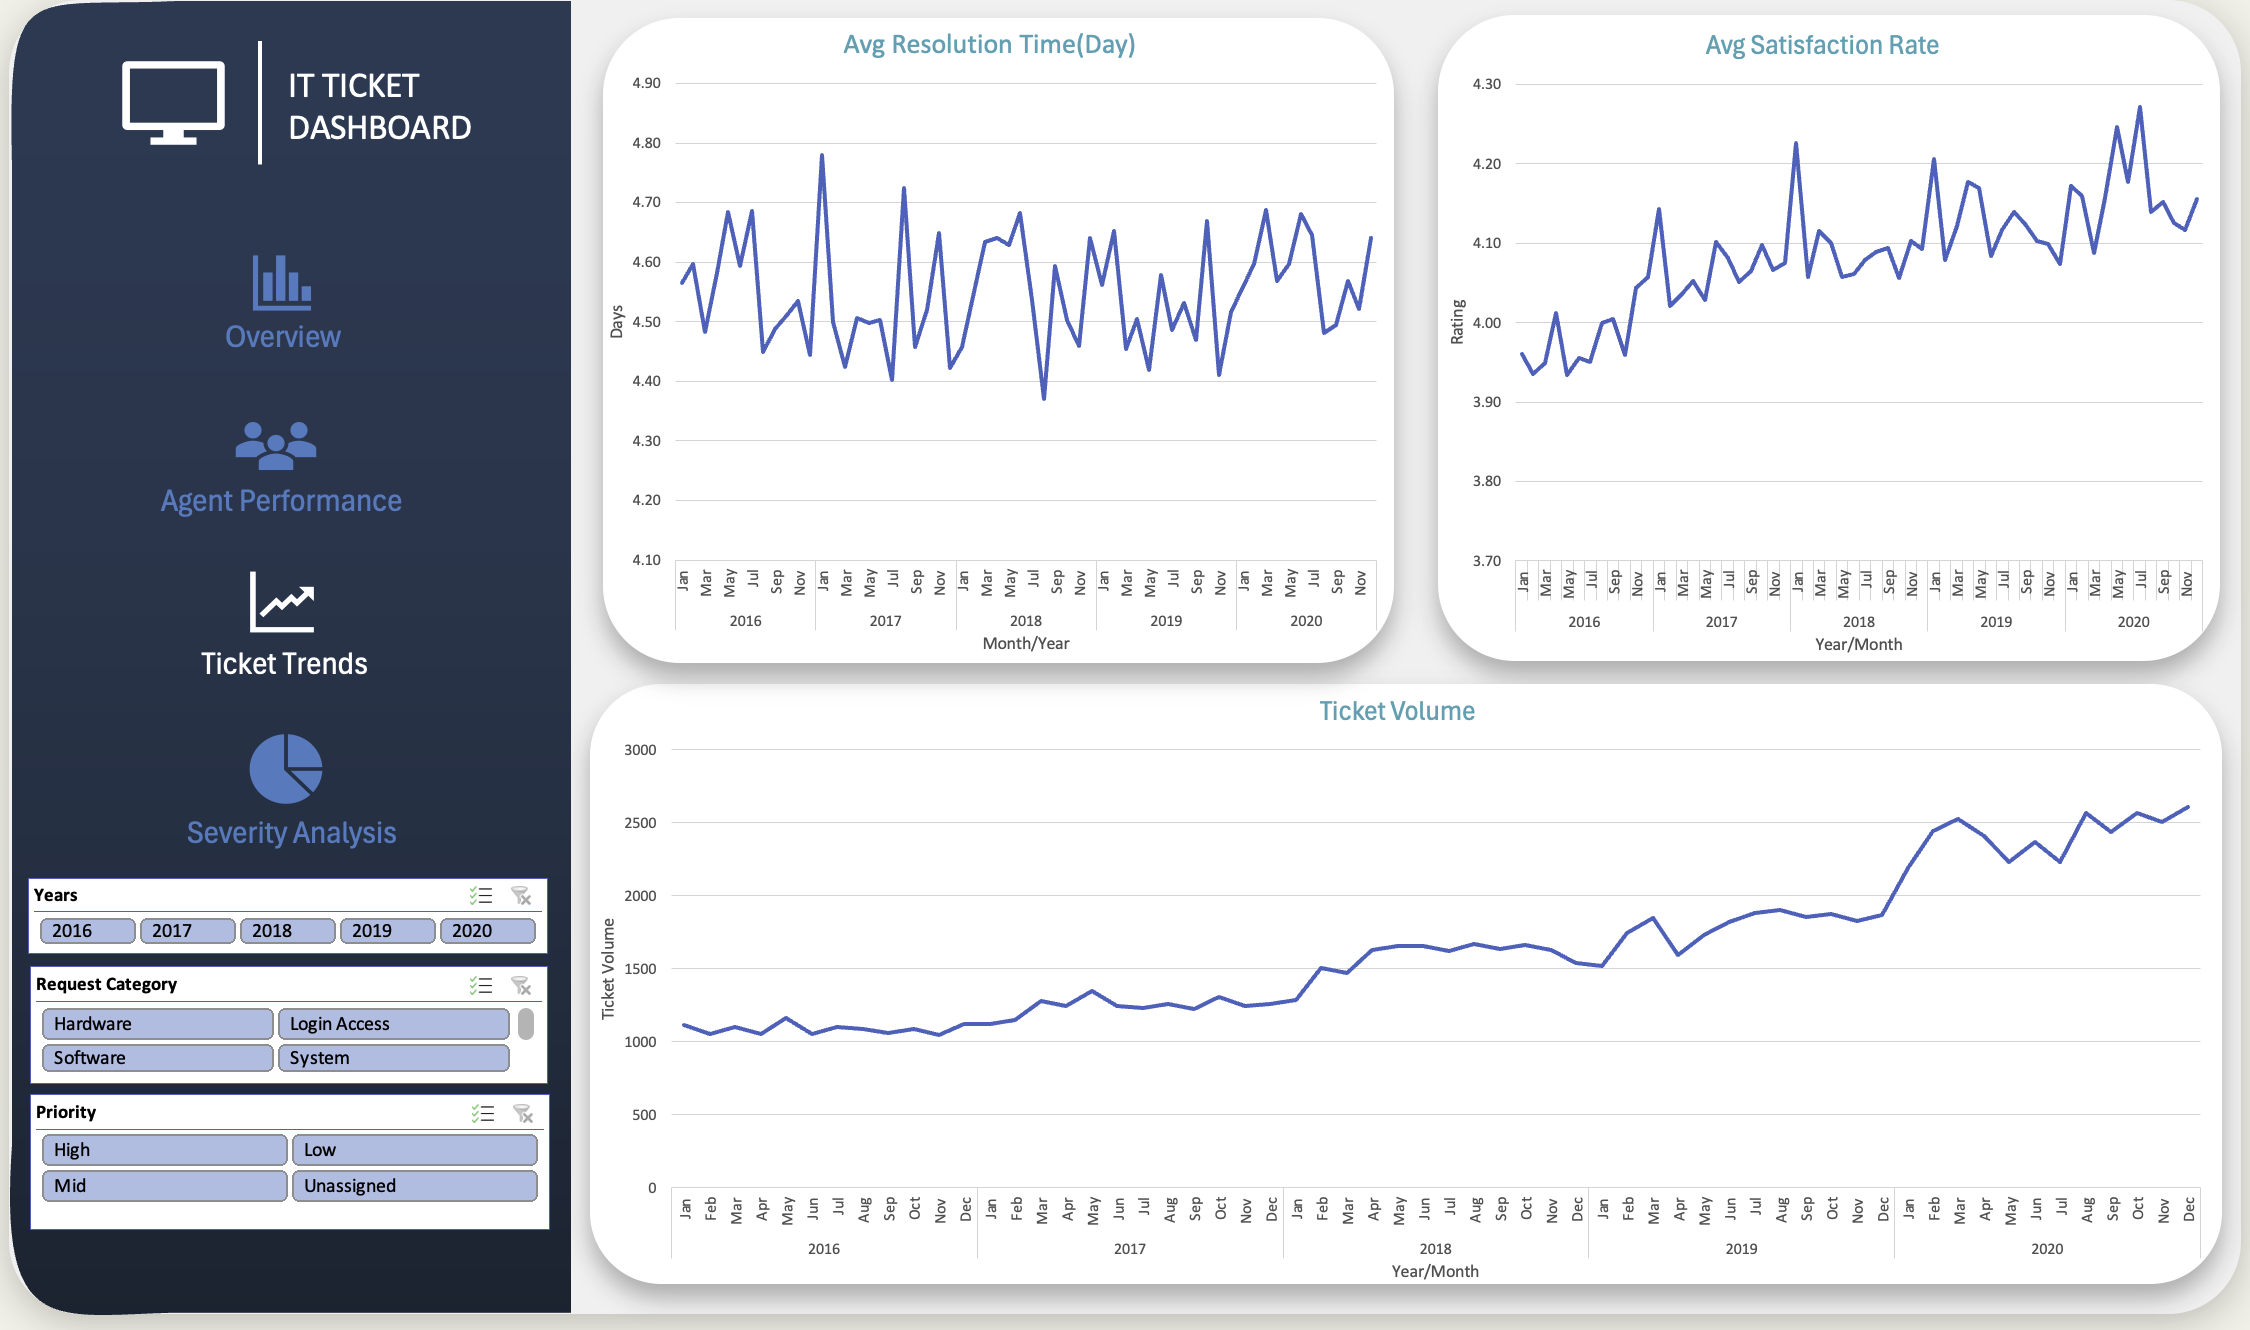 IT TICKET
DASHBOARD
Overview
Agent Performance
Ticket Trends
Severity Analysis
Years
2016 2017 2018 2019 2020
Request Category
Hardware Login Access
Software System
Priority
High Low
Mid Unassigned
Avg Resolution Time(Day)
4.90
4.80
4.70
4.60
4.50
4.40
4.30
4.20
4.10
Days
Jan Mar May Jul Sep Nov Jan Mar May Jul Sep Nov Jan Mar May Jul Sep Nov Jan Mar May Jul Sep Nov Jan Mar May Jul Sep Nov
2016 2017 2018 2019 2020
Month/Year
Avg Satisfaction Rate
4.30
4.20
4.10
4.00
3.90
3.80
3.70
Rating
Jan Mar May Jul Sep Nov Jan Mar May Jul Sep Nov Jan Mar May Jul Sep Nov Jan Mar May Jul Sep Nov Jan Mar May Jul Sep Nov
2016 2017 2018 2019 2020
Year/Month
Ticket Volume
3000
2500
2000
1500
1000
500
0
Ticket Volume
Jan Feb Mar Apr May Jun Jul Aug Sep Oct Nov Dec Jan Feb Mar Apr May Jun Jul Aug Sep Oct Nov Dec Jan Feb Mar Apr May Jun Jul Aug Sep Oct Nov Dec Jan Feb Mar Apr May Jun Jul Aug Sep Oct Nov Dec Jan Feb Mar Apr May Jun Jul Aug Sep Oct Nov Dec
2016 2017 2018 2019 2020
Year/Month